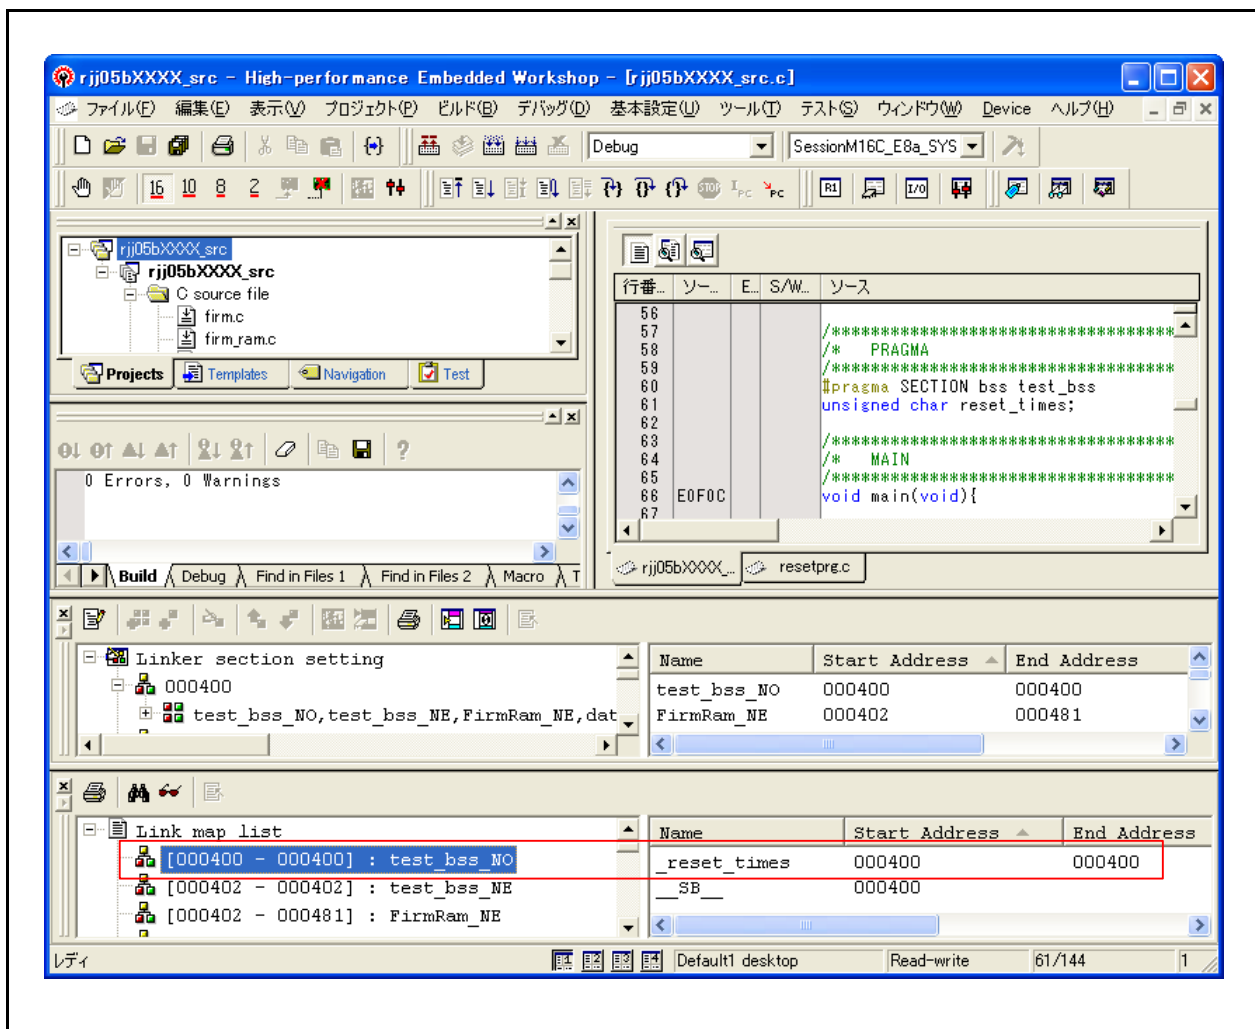 rjj05bXXXX_src - High-performance Embedded Workshop - [rjj05bXXXX_src.c]
ファイル(F) 編集(E) 表示(V) プロジェクト(P) ビルド(B) デバッグ(D) 基本設定(U) ツール(T) テスト(S) ウィンドウ(W) Device ヘルプ(H)
Debug SessionM16C_E8a_SYS
16 10 8 2 STOP IPC PC R1 I/O
rjj05bXXXX_src
rjj05bXXXX_src
C source file
firm.c
firm_ram.c
Projects Templates Navigation Test
0 Errors, 0 Warnings
Build Debug Find in Files 1 Find in Files 2 Macro T
行番... ソー... E... S/W... ソース
56
57 /***********************************
58 /* PRAGMA
59 /***********************************
60 #pragma SECTION bss test_bss
61 unsigned char reset_times;
62
63 /***********************************
64 /* MAIN
65 /***********************************
66 E0F0C void main(void){
67
rjj05bXXXX_... resetprg.c
Linker section setting
000400
test_bss_NO,test_bss_NE,FirmRam_NE,dat
Name Start Address End Address
test_bss_NO 000400 000400
FirmRam_NE 000402 000481
Link map list
[000400 - 000400] : test_bss_NO
[000402 - 000402] : test_bss_NE
[000402 - 000481] : FirmRam_NE
Name Start Address End Address
_reset_times 000400 000400
__SB__ 000400
レディ 1 2 3 4 Default1 desktop Read-write 61/144 1